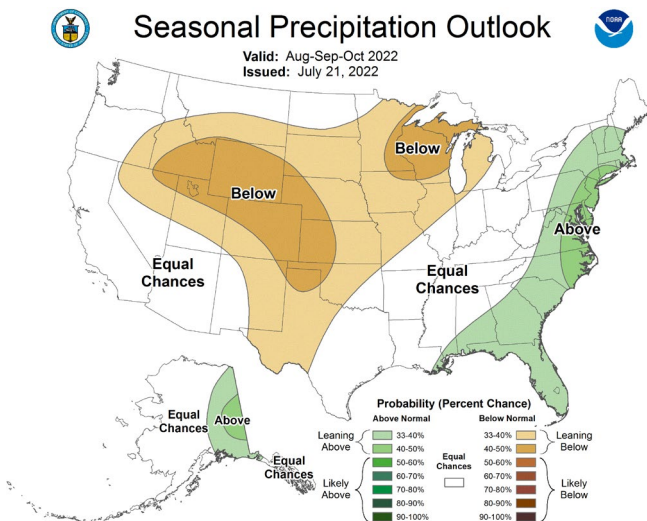 Seasonal Precipitation Outlook
NOAA
Valid: Aug-Sep-Oct 2022
Issued: July 21, 2022
Below
Below
Above
Equal
Chances
Equal
Chances
Equal
Chances
Above
Equal
Chances
Probability (Percent Chance)
Above Normal
Below Normal
Leaning
Above
33-40%
40-50%
Likely
Above
50-60%
60-70%
70-80%
80-90%
90-100%
Equal
Chances
33-40%
40-50%
Leaning
Below
50-60%
60-70%
70-80%
80-90%
90-100%
Likely
Below